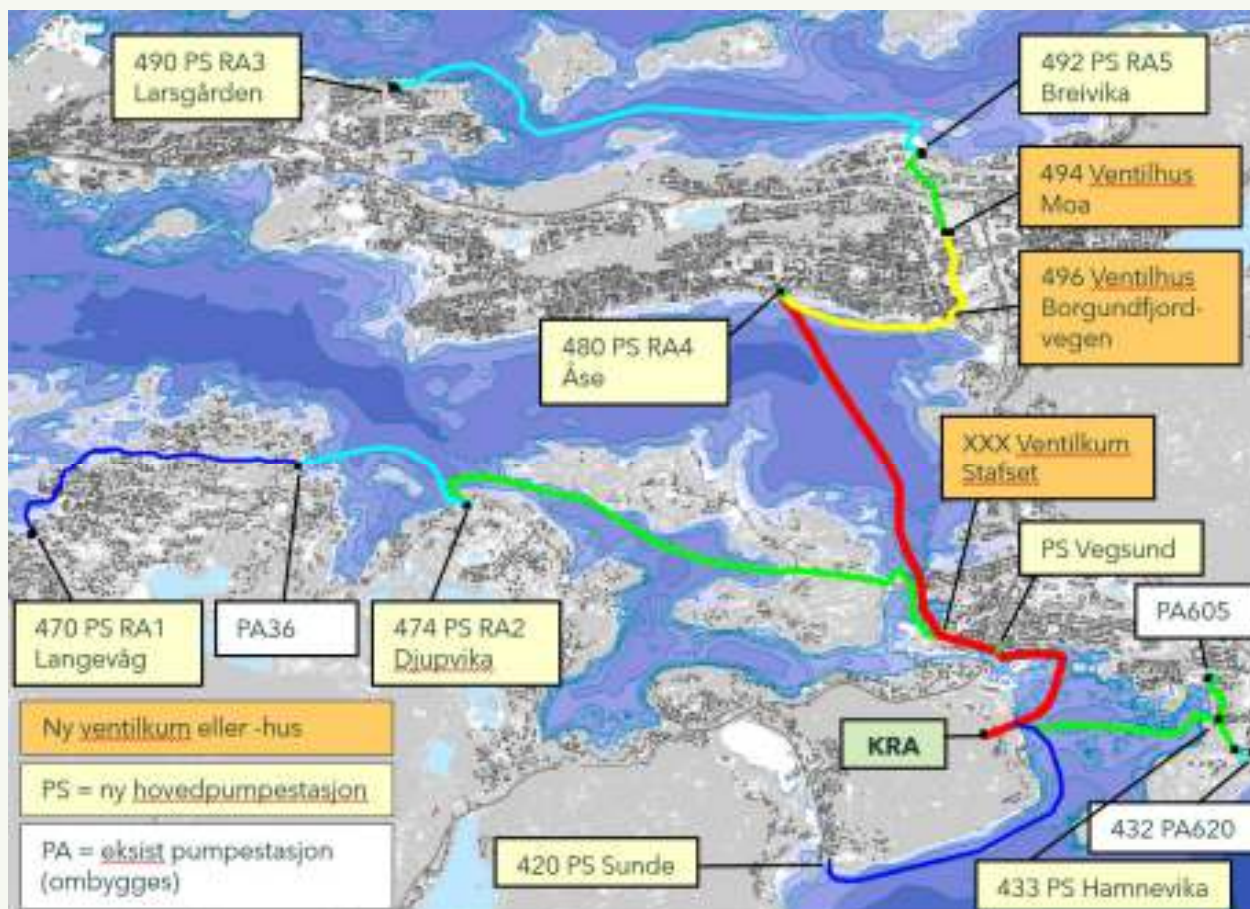 490 PS RA3
Larsgården
492 PS RA5
Breivika
494 Ventilhus
Moa
496 Ventilhus
Borgundfjord-
vegen
480 PS RA4
Åse
XXX Ventilkum
Stafset
PS Vegsund
PA605
470 PS RA1
Langevåg
PA36
474 PS RA2
Djupvika
KRA
432 PA620
420 PS Sunde
433 PS Hamnevika
Ny ventilkum eller -hus
PS = ny hovedpumpestasjon
PA = eksist pumpestasjon
(ombygges)